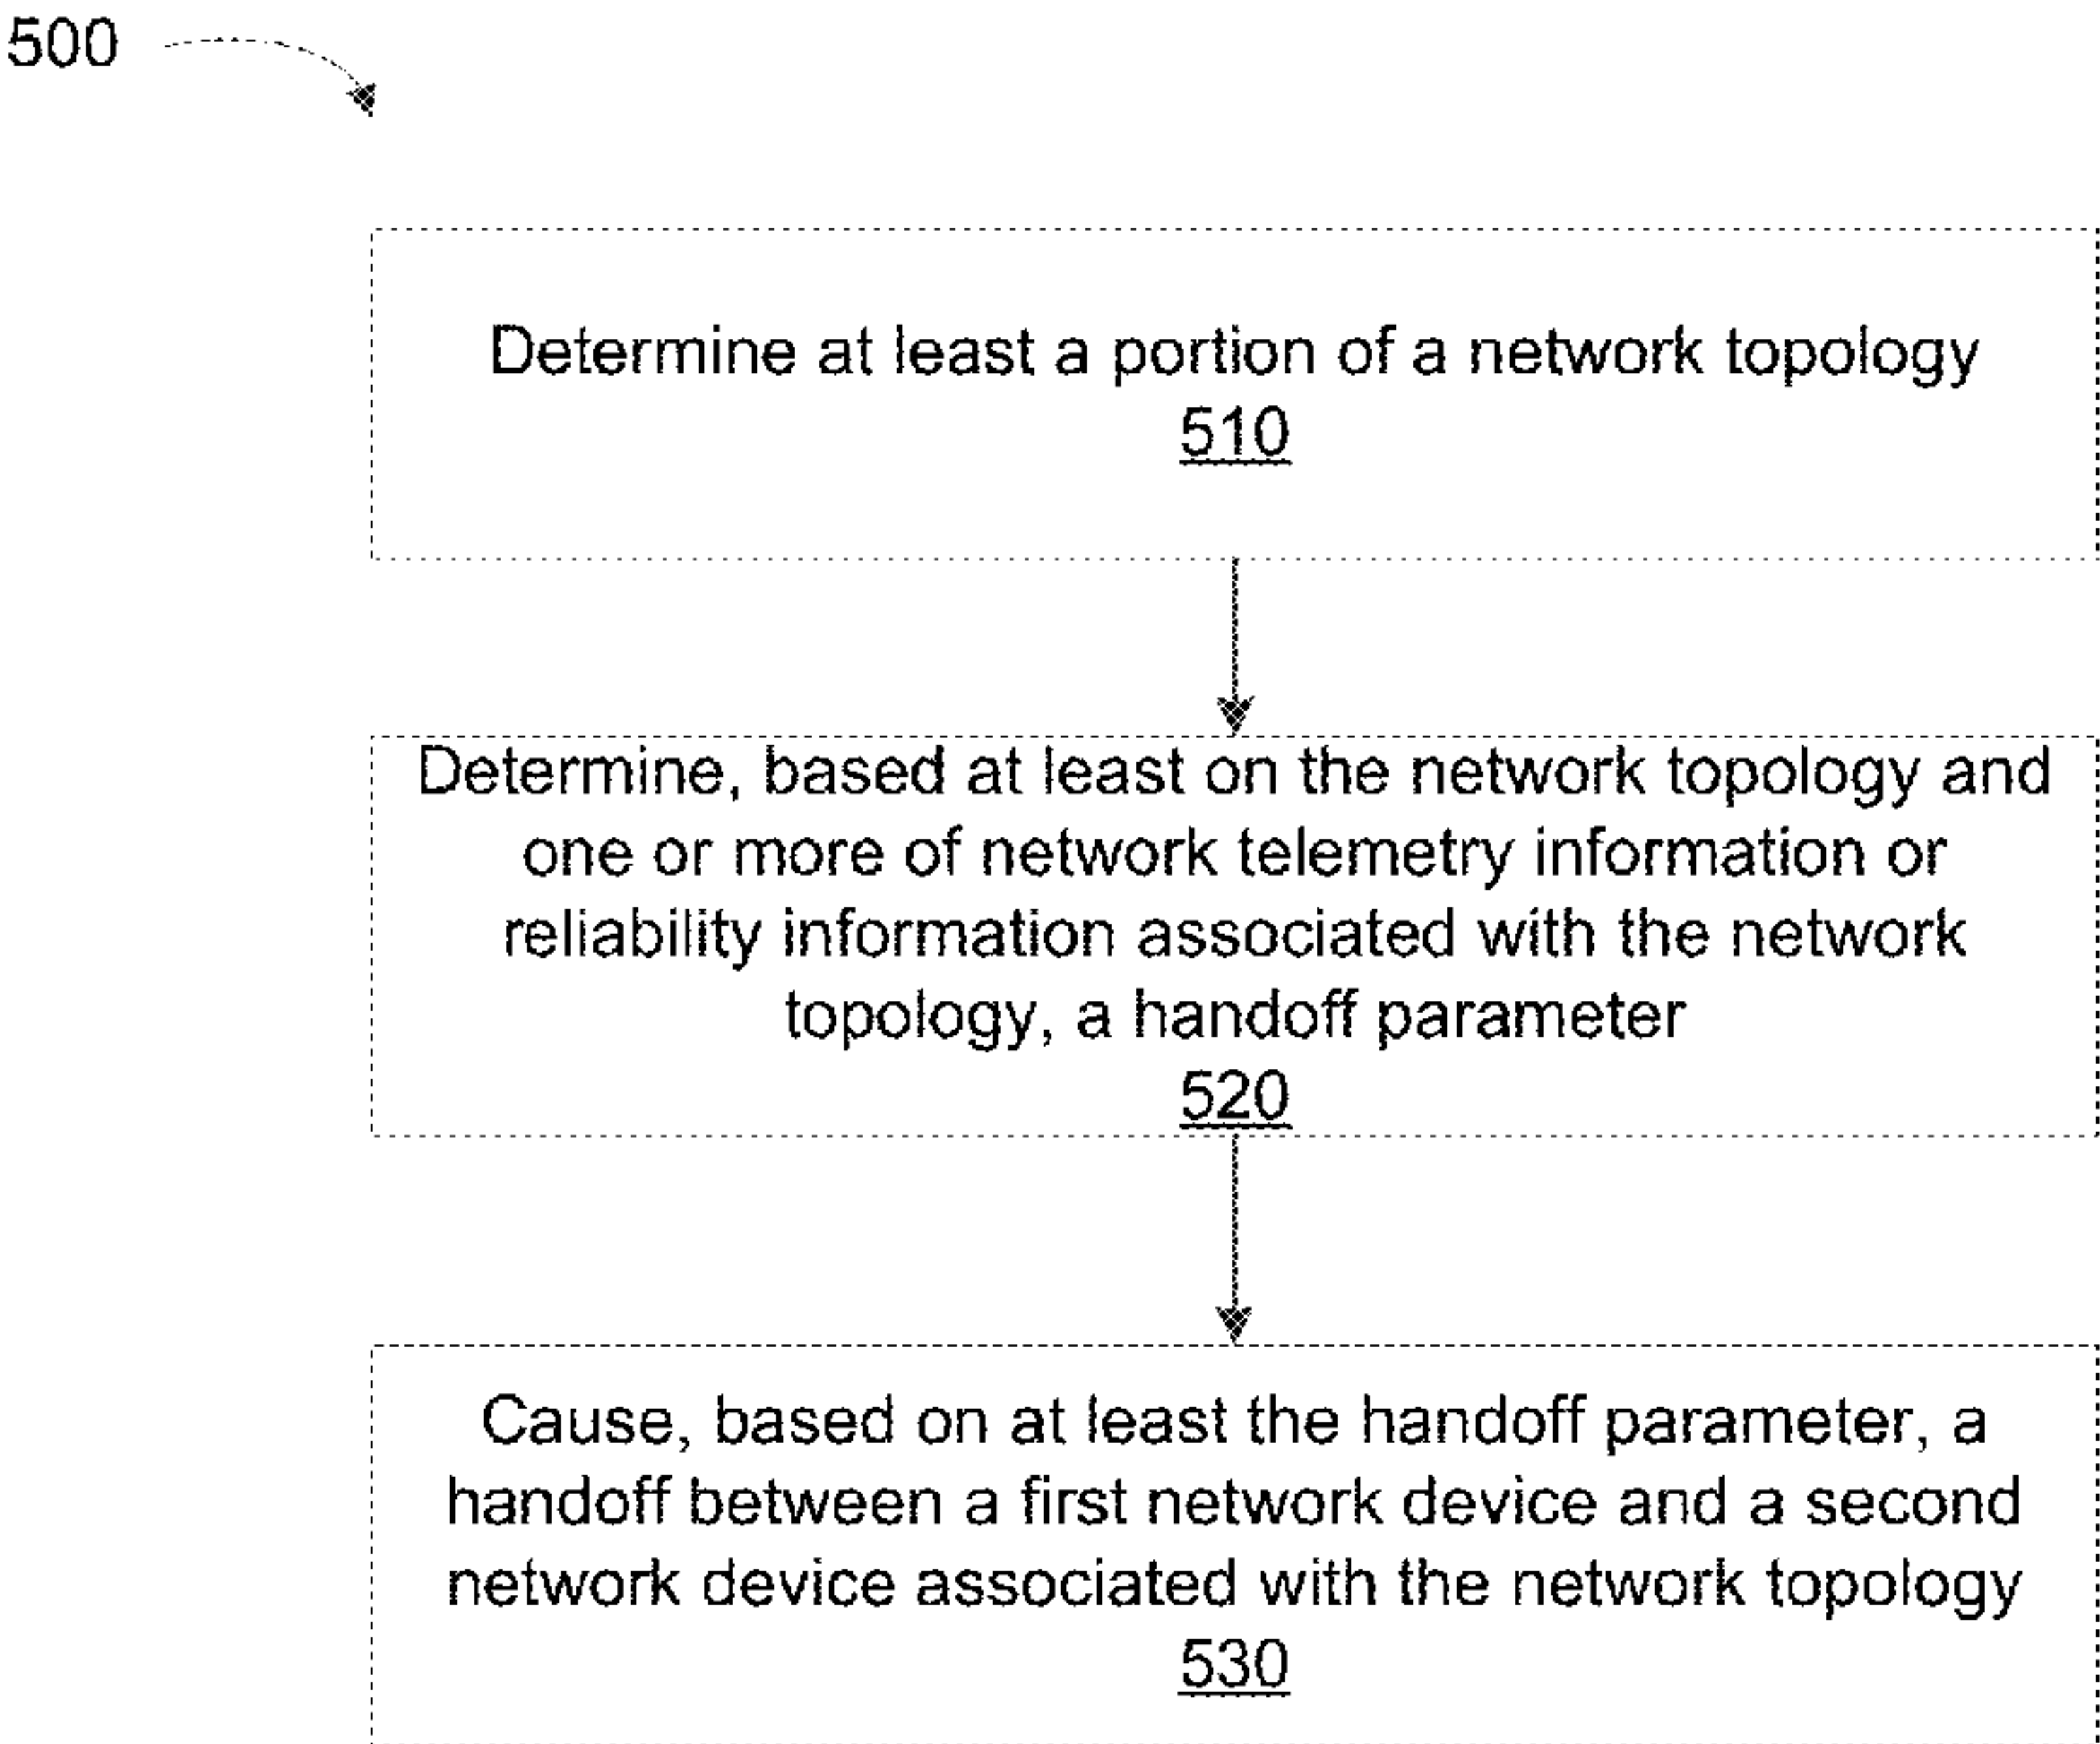 500
Determine at least a portion of a network topology
510
Determine, based at least on the network topology and
one or more of network telemetry information or
reliability information associated with the network
topology, a handoff parameter
520
Cause, based on at least the handoff parameter, a
handoff between a first network device and a second
network device associated with the network topology
530